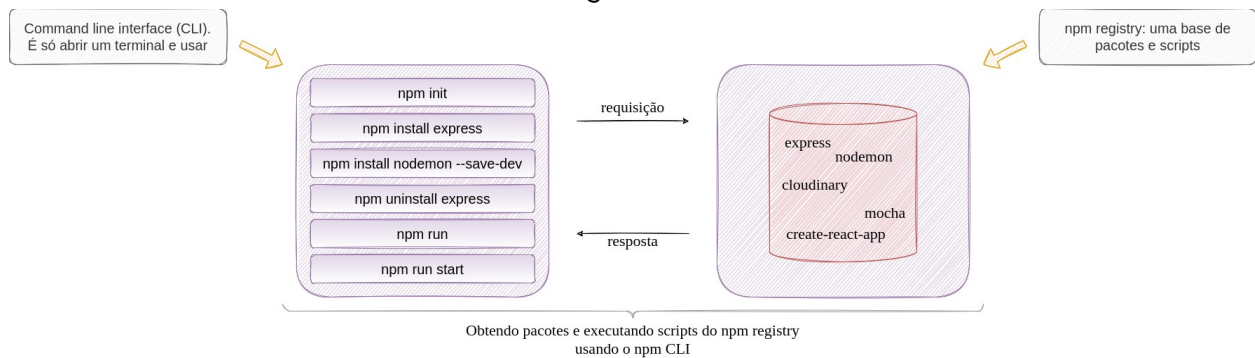 Command line interface (CLI).
É só abrir um terminal e usar
npm registry: uma base de
pacotes e scripts
npm init
npm install express
npm install nodemon --save-dev
npm uninstall express
npm run
npm run start
requisição
resposta
express
nodemon
cloudinary
mocha
create-react-app
Obtendo pacotes e executando scripts do npm registry
usando o npm CLI